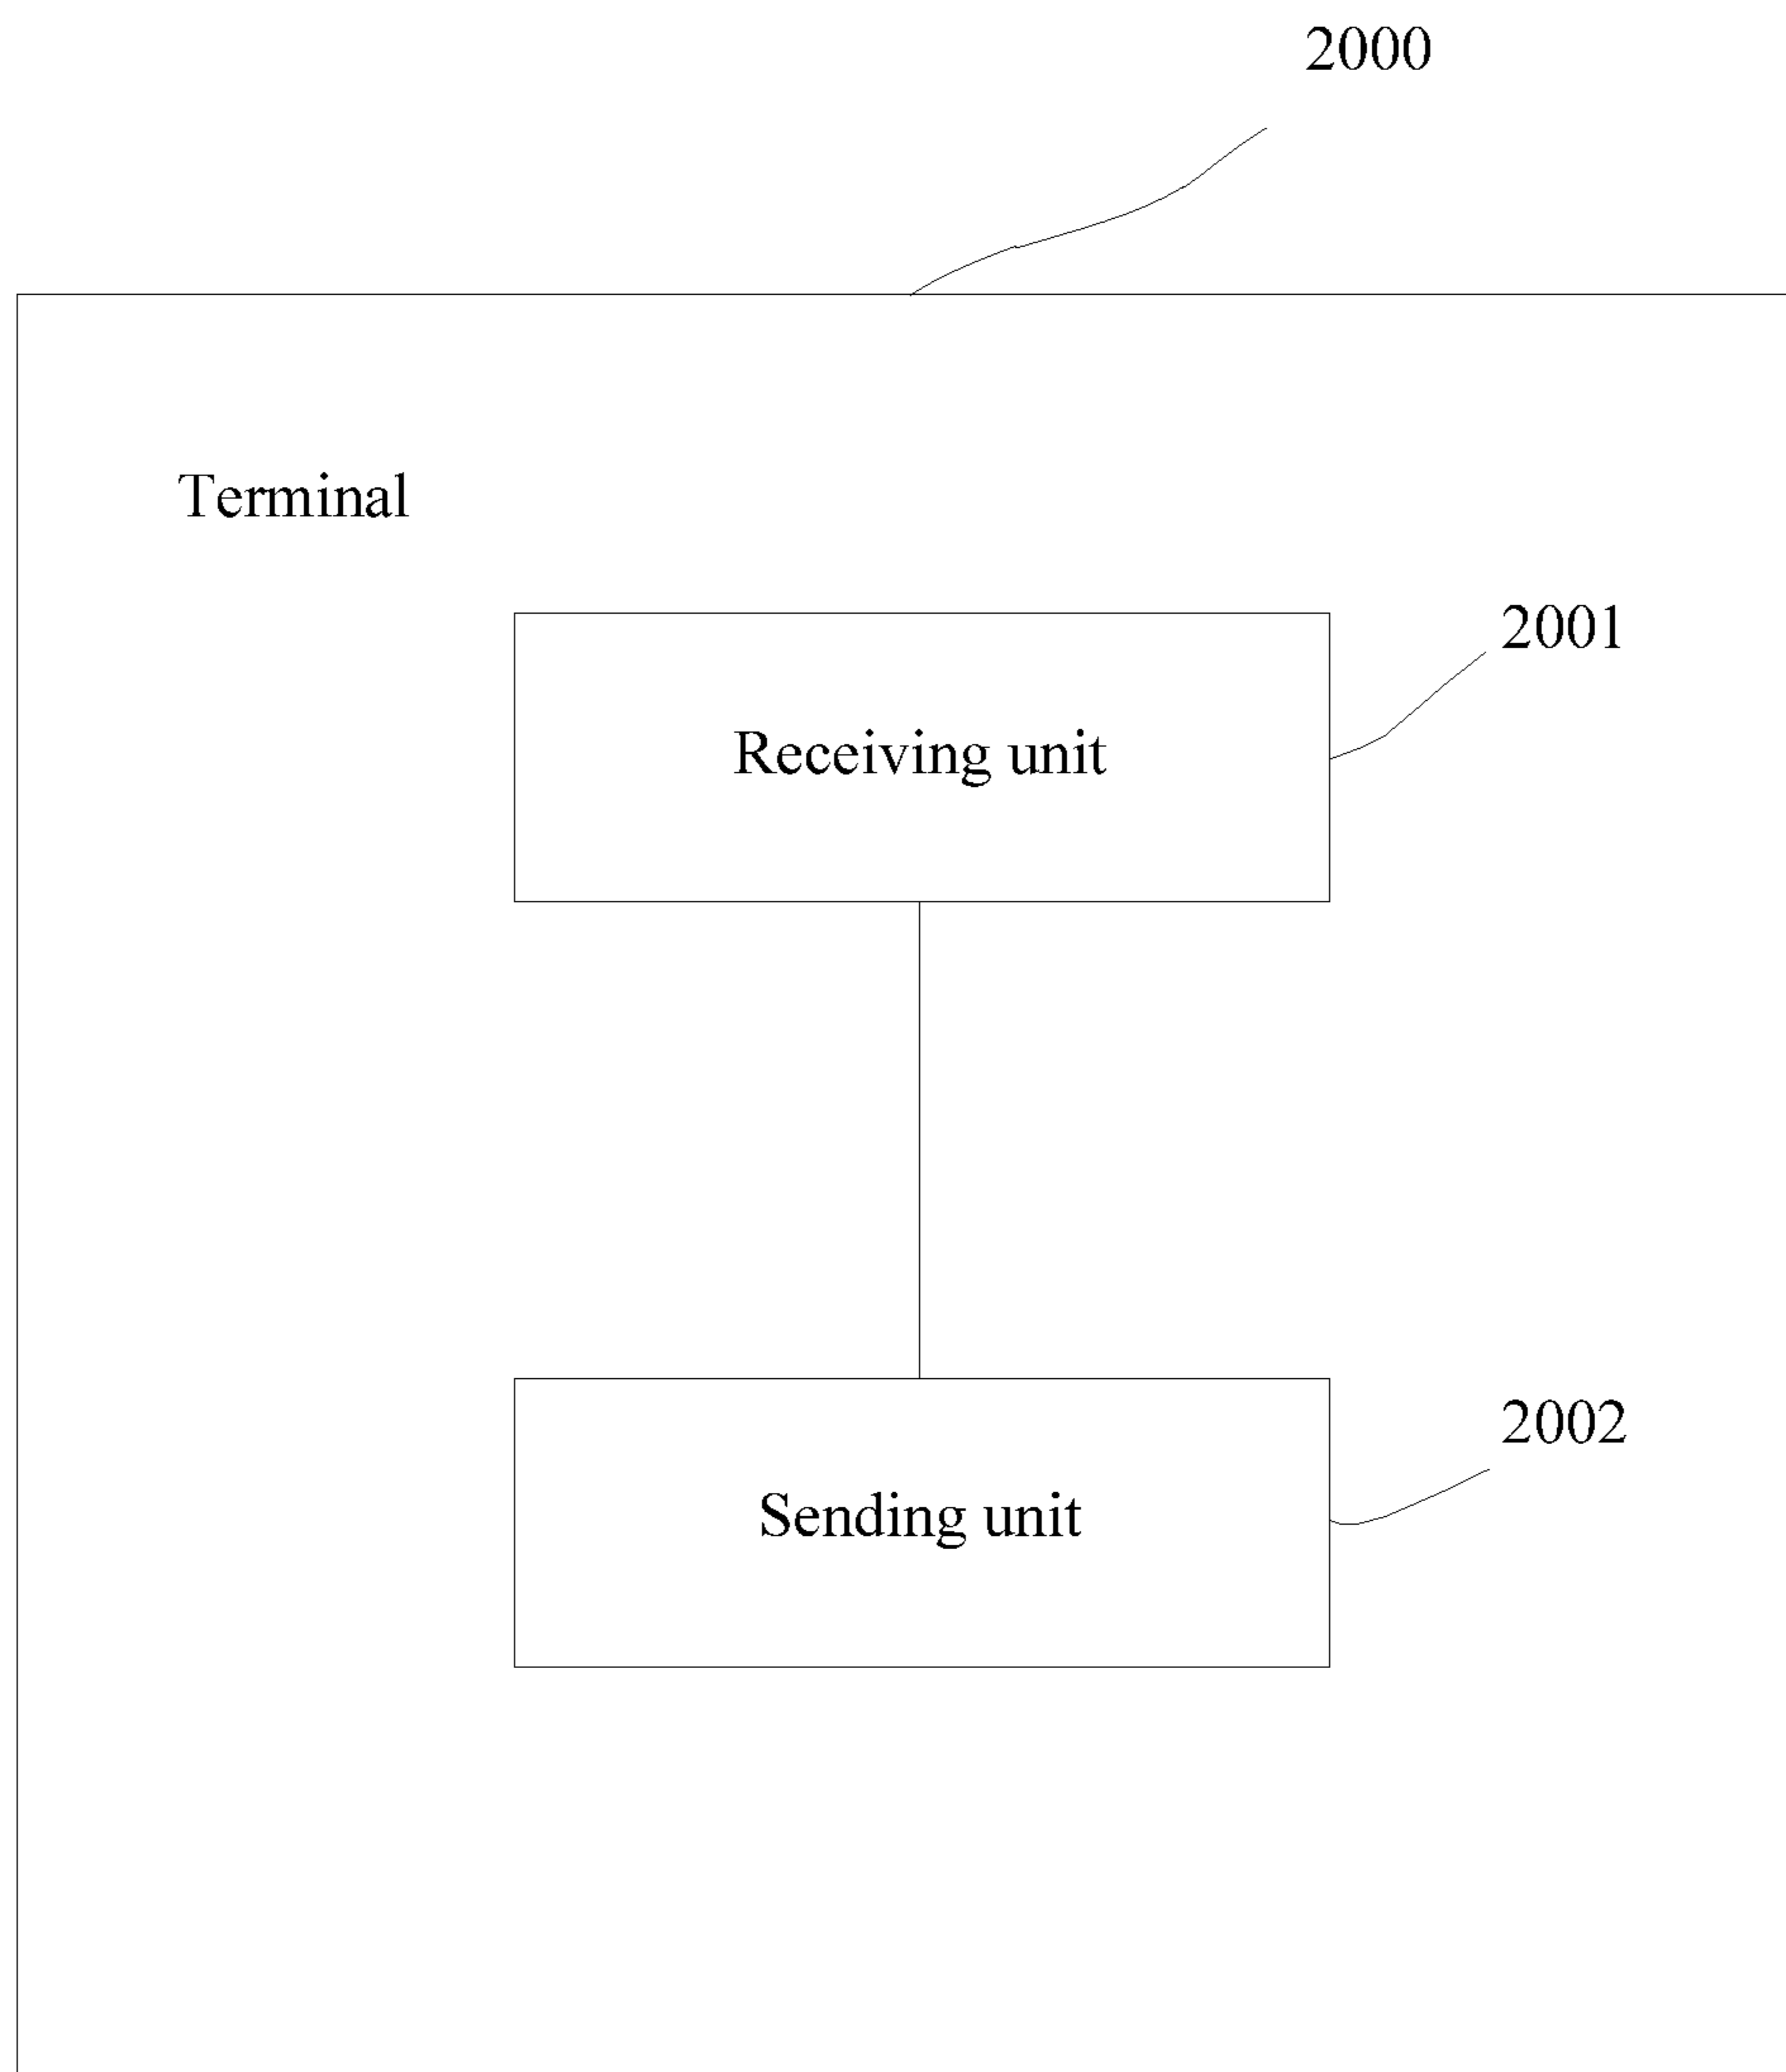 2000
Terminal
2001
Receiving unit
2002
Sending unit